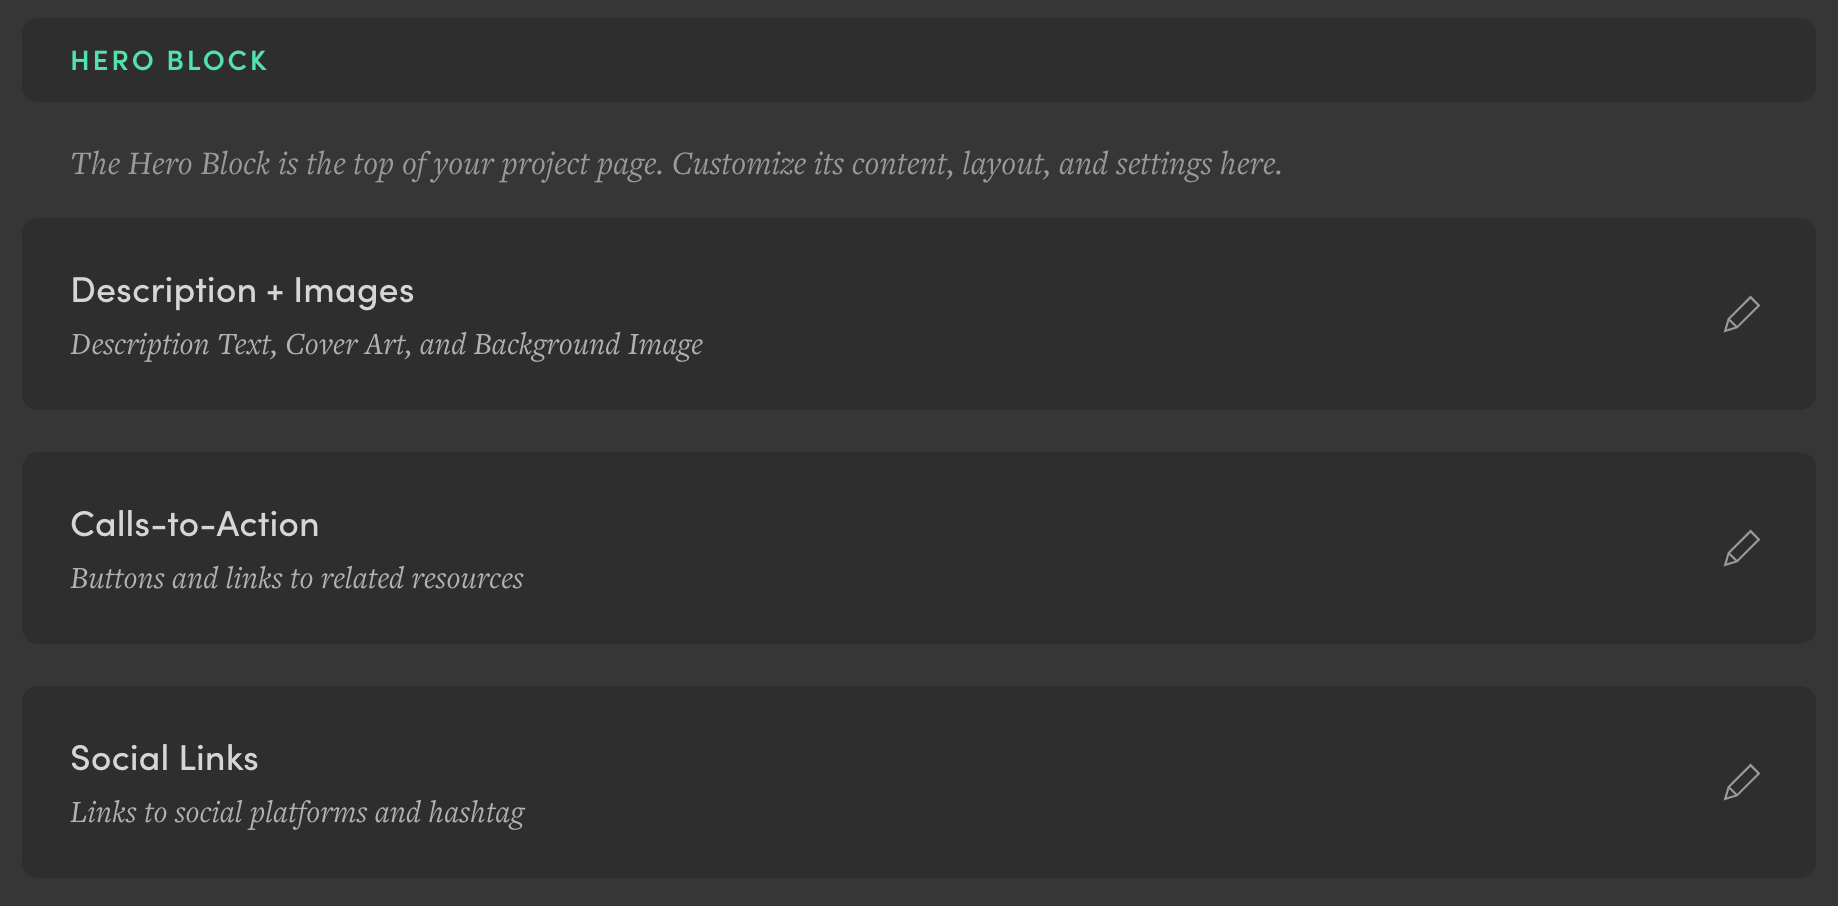 HERO BLOCK
The Hero Block is the top of your project page. Customize its content, layout, and settings here.
Description + Images
Description Text, Cover Art, and Background Image
Calls-to-Action
Buttons and links to related resources
Social Links
Links to social platforms and hashtag